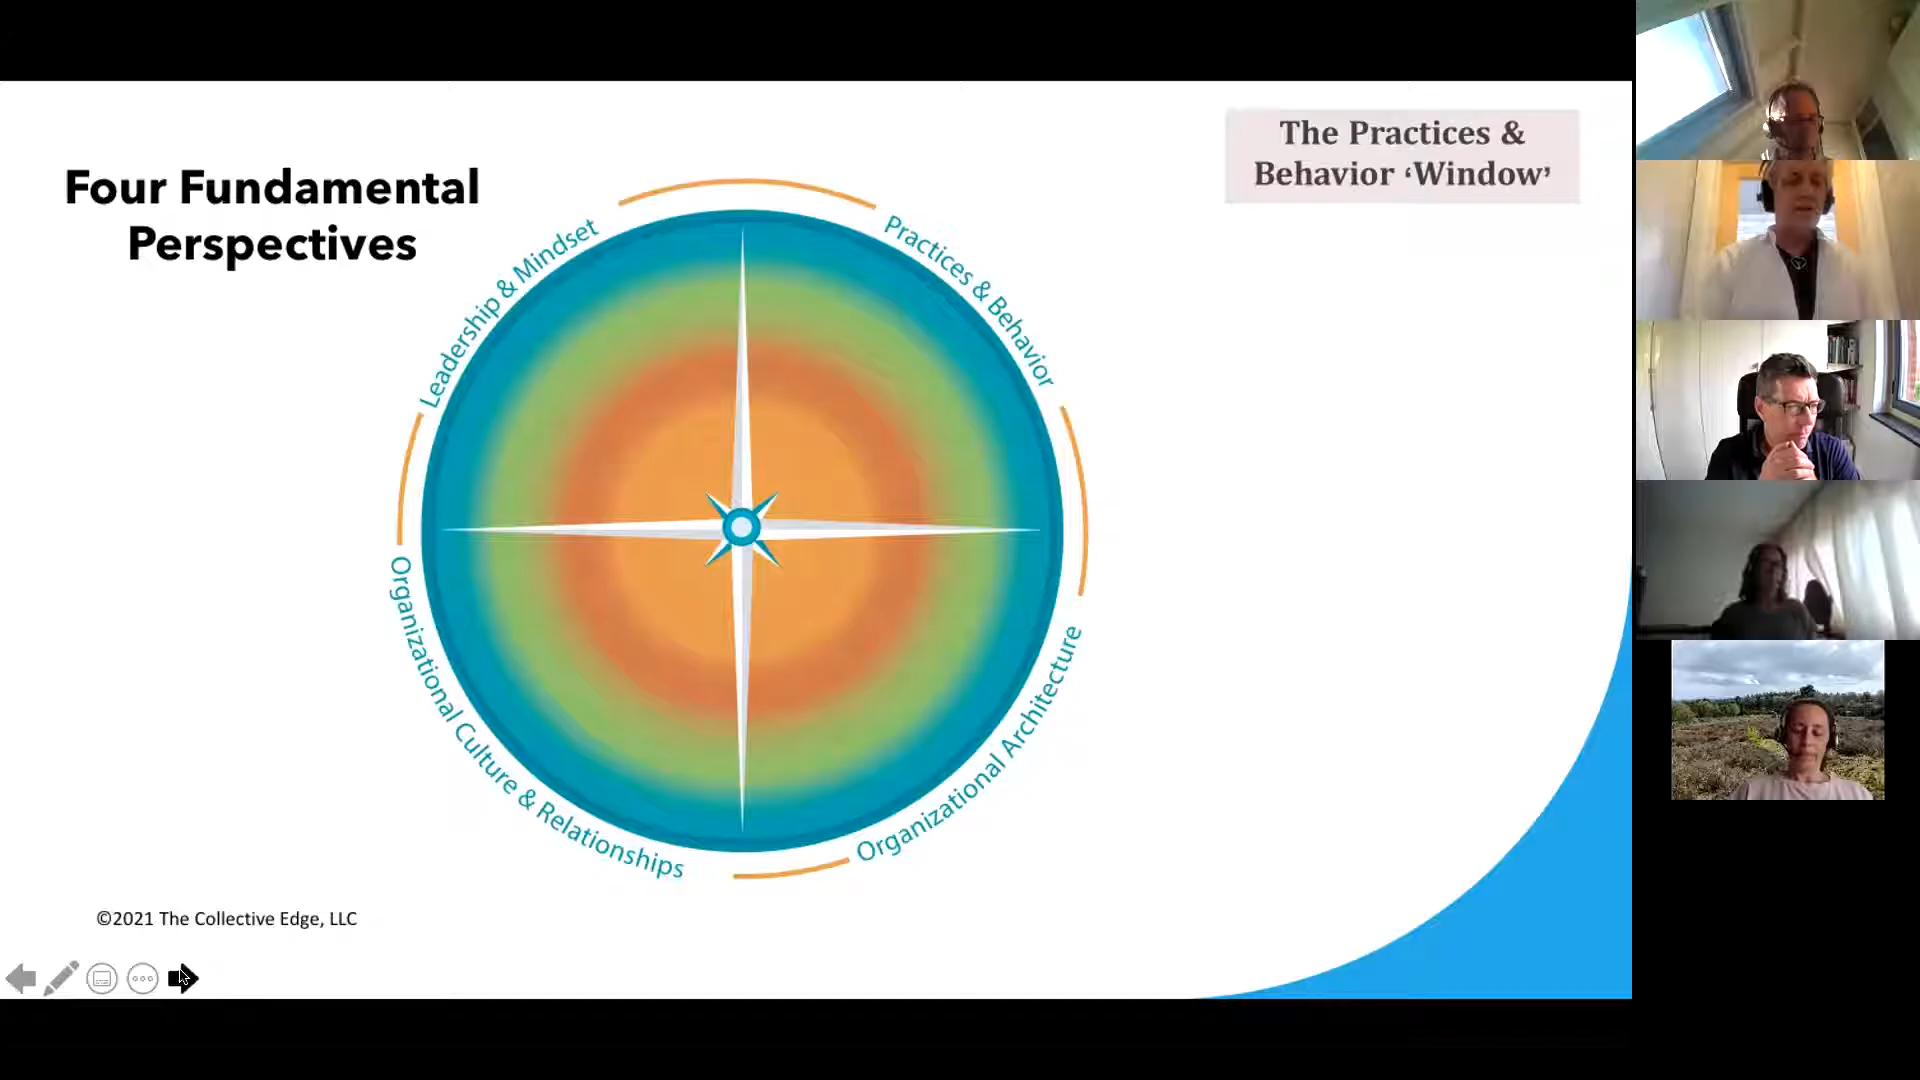 Four Fundamental
Perspectives
The Practices &
Behavior ‘Window’
Leadership & Mindset
Practices & Behavior
Organizational Culture & Relationships
Organizational Architecture
©2021 The Collective Edge, LLC